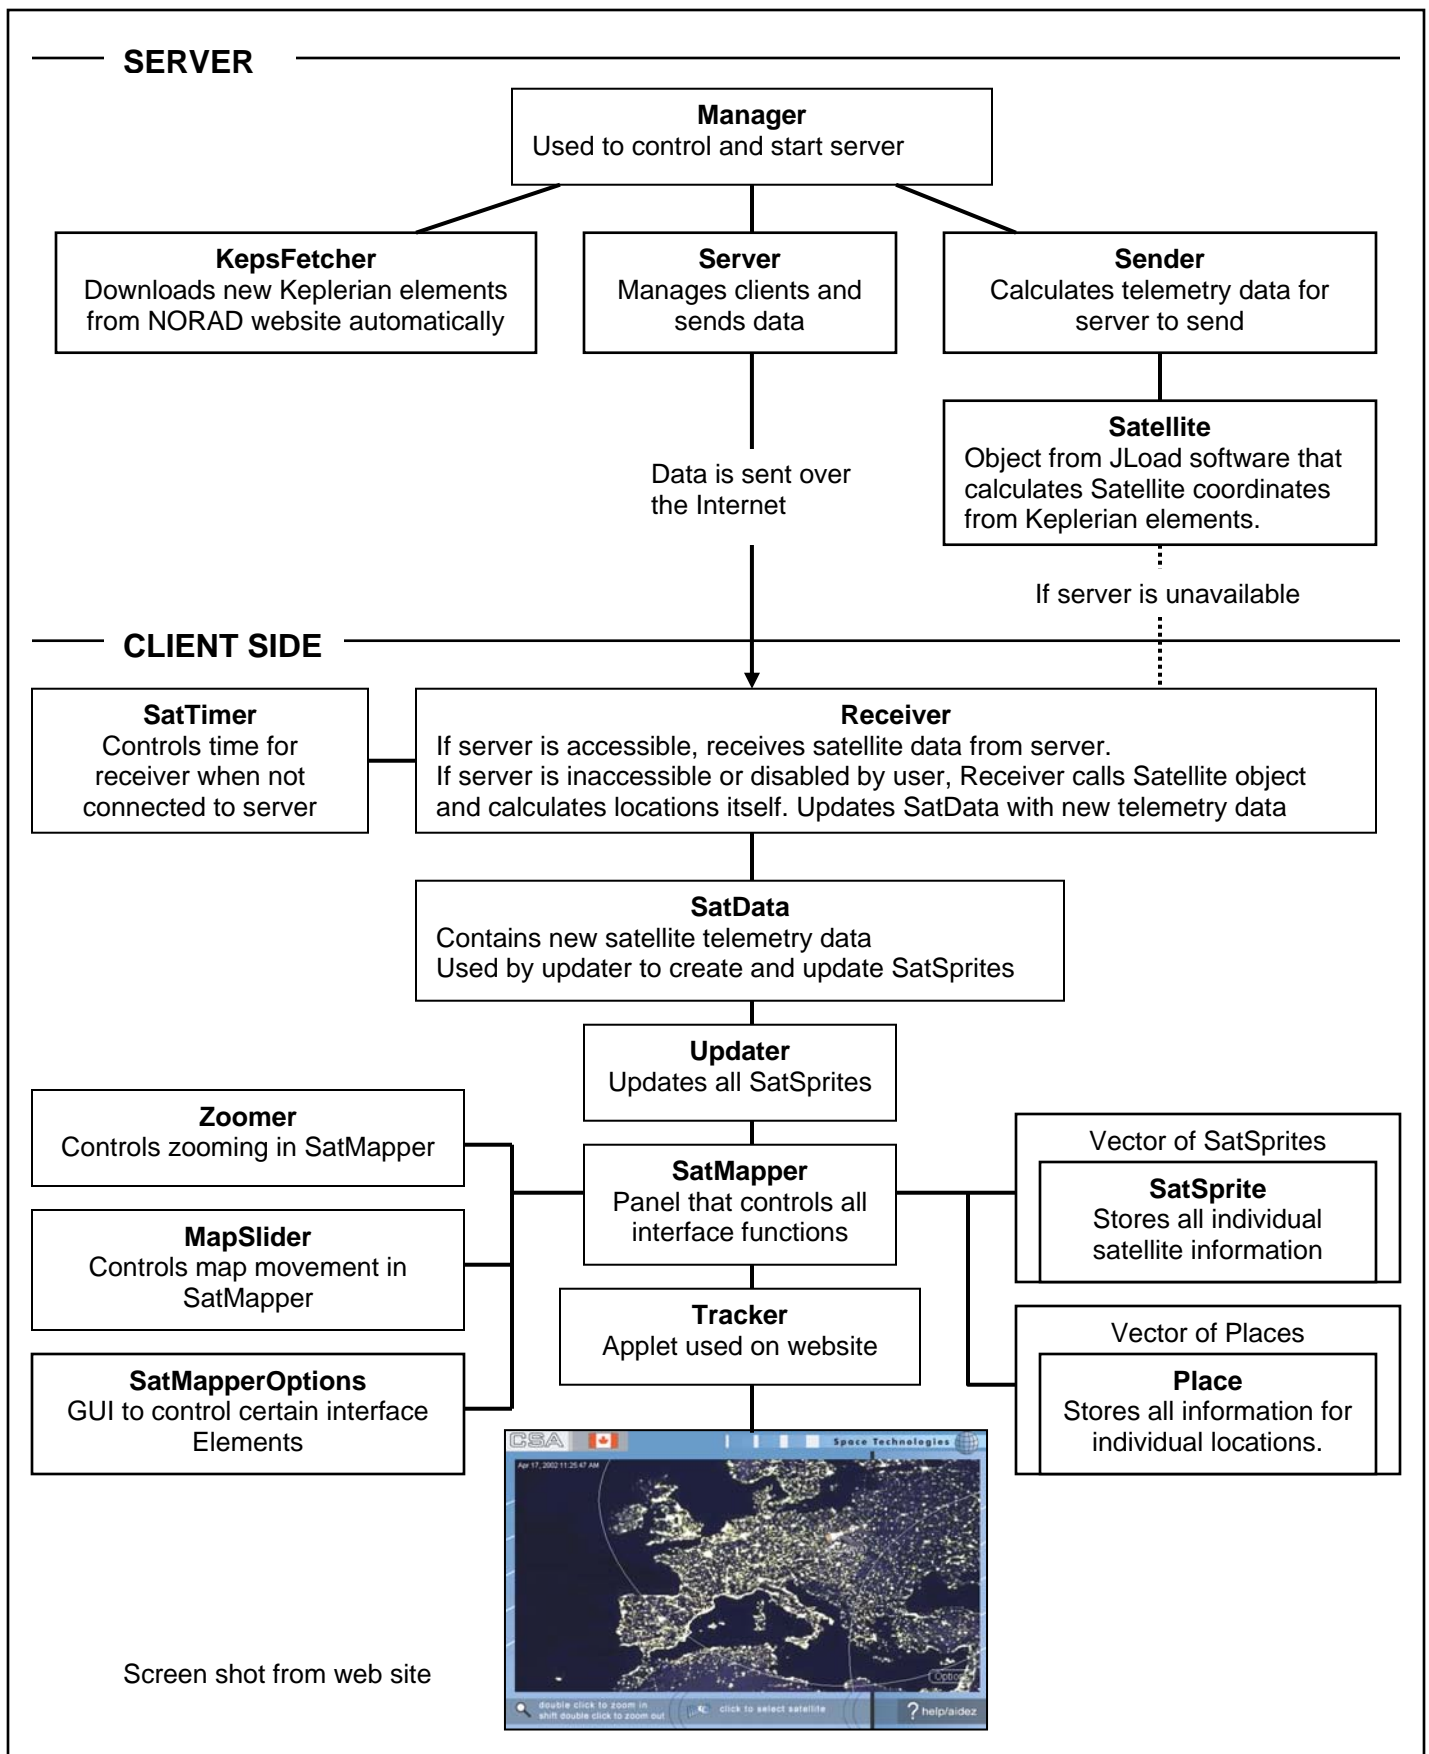 SERVER
Manager
Used to control and start server
KepsFetcher
Downloads new Keplerian elements
from NORAD website automatically
Server
Manages clients and
sends data
Sender
Calculates telemetry data for
server to send
Satellite
Object from JLoad software that
calculates Satellite coordinates
from Keplerian elements.
Data is sent over
the Internet
If server is unavailable
CLIENT SIDE
SatTimer
Controls time for
receiver when not
connected to server
Receiver
If server is accessible, receives satellite data from server.
If server is inaccessible or disabled by user, Receiver calls Satellite object
and calculates locations itself. Updates SatData with new telemetry data
SatData
Contains new satellite telemetry data
Used by updater to create and update SatSprites
Updater
Updates all SatSprites
Zoomer
Controls zooming in SatMapper
MapSlider
Controls map movement in
SatMapper
SatMapperOptions
GUI to control certain interface
Elements
SatMapper
Panel that controls all
interface functions
Tracker
Applet used on website
Vector of SatSprites
SatSprite
Stores all individual
satellite information
Vector of Places
Place
Stores all information for
individual locations.
CSA
Space Technologies
Apr 17, 2002 11:25:47 AM
Options
double click to zoom in
shift double click to zoom out
click to select satellite
? help/aidez
Screen shot from web site